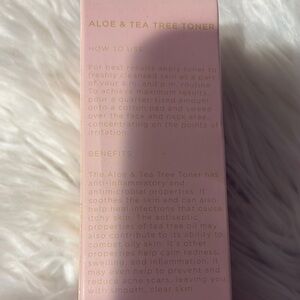 ALOE & TEA TREE TONER
HOW TO USE
For best results apply toner to
freshly cleansed skin as a part
of your a.m. and p.m. routine.
To achieve maximum results,
pour a quarter sized amount
onto a cotton pad and sweep
over the face and neck area,
concentrating on the points of
irritation.
BENEFITS
The Aloe & Tea Tree Toner has
anti-inflammatory and
antimicrobial properties. It
soothes the skin and can also
help heal infections that cause
itchy skin. The antiseptic
properties of tea tree oil may
also contribute to its ability to
combat oily skin. It's other
properties help calm redness,
swelling, and inflammation. It
may even help to prevent and
reduce acne scars, leaving you
with smooth, clear skin.